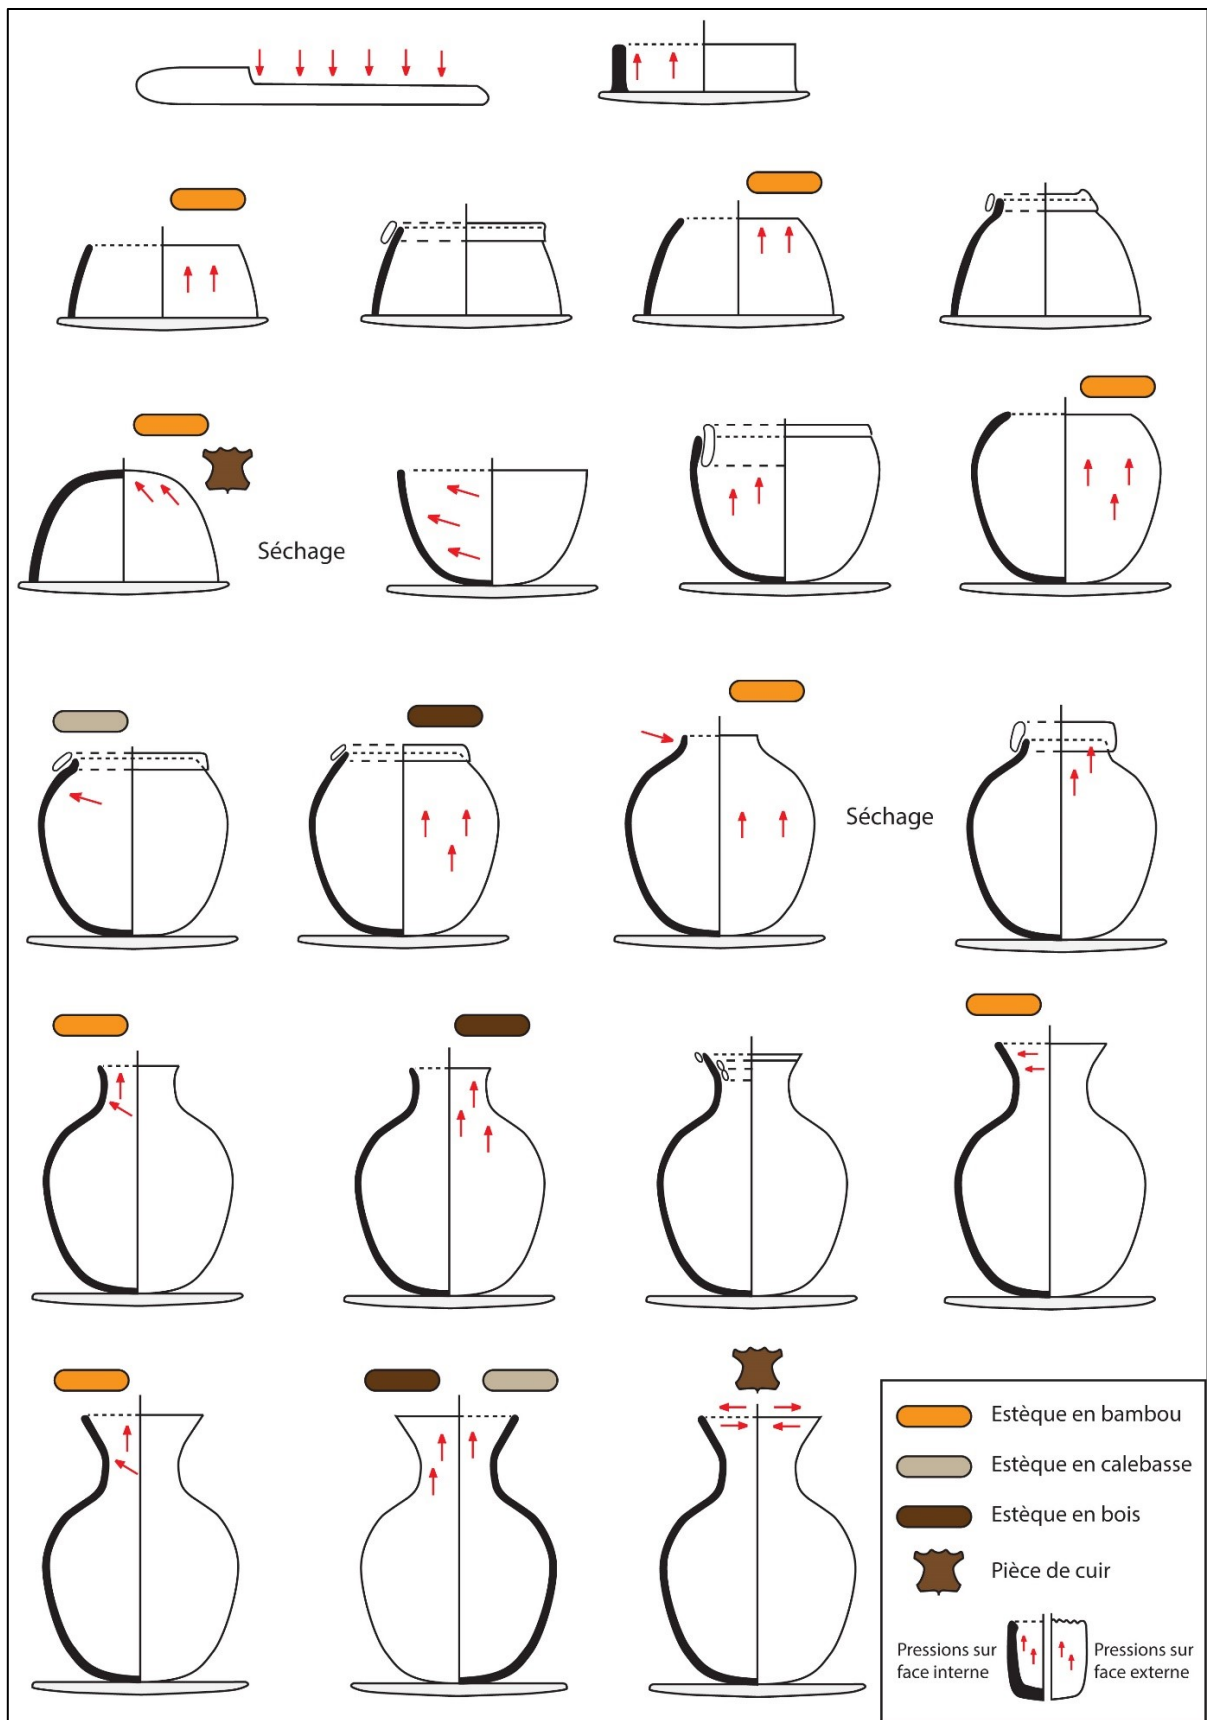 Séchage
Séchage
Estèque en bambou
Estèque en calebasse
Estèque en bois
Pièce de cuir
Pressions sur
face interne
Pressions sur
face externe